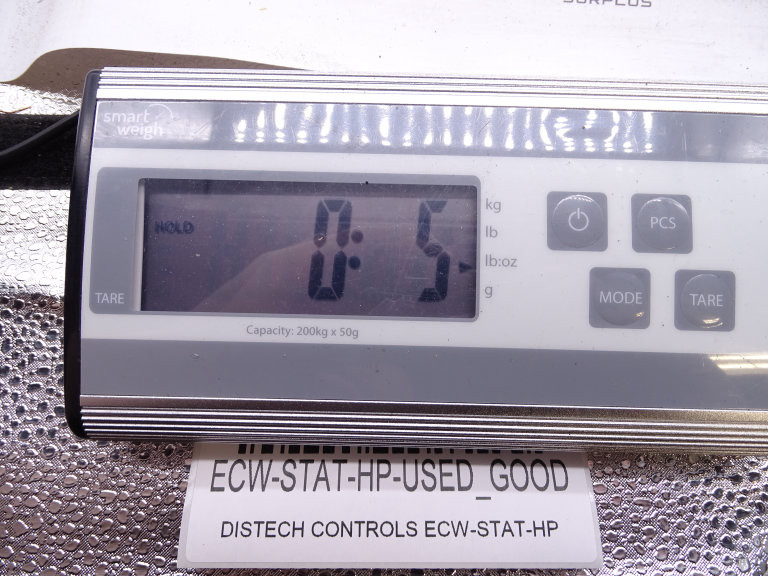 SURPLUS
smart
weigh
HOLD
0: 5
kg
lb
lb:oz
g
TARE
PCS
MODE
TARE
Capacity: 200kg x 50g
ECW-STAT-HP-USED_GOOD
DISTECH CONTROLS ECW-STAT-HP